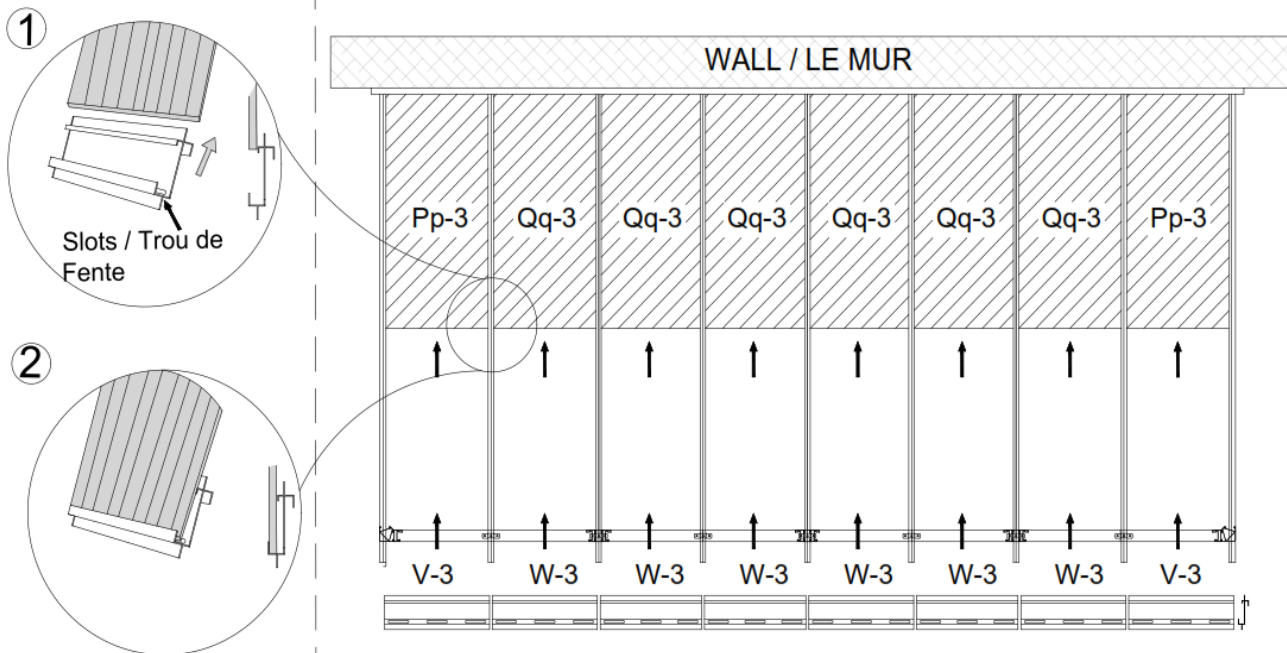 1
Slots / Trou de
Fente
2
WALL / LE MUR
Pp-3 Qq-3 Qq-3 Qq-3 Qq-3 Qq-3 Qq-3 Pp-3
V-3 W-3 W-3 W-3 W-3 W-3 W-3 V-3